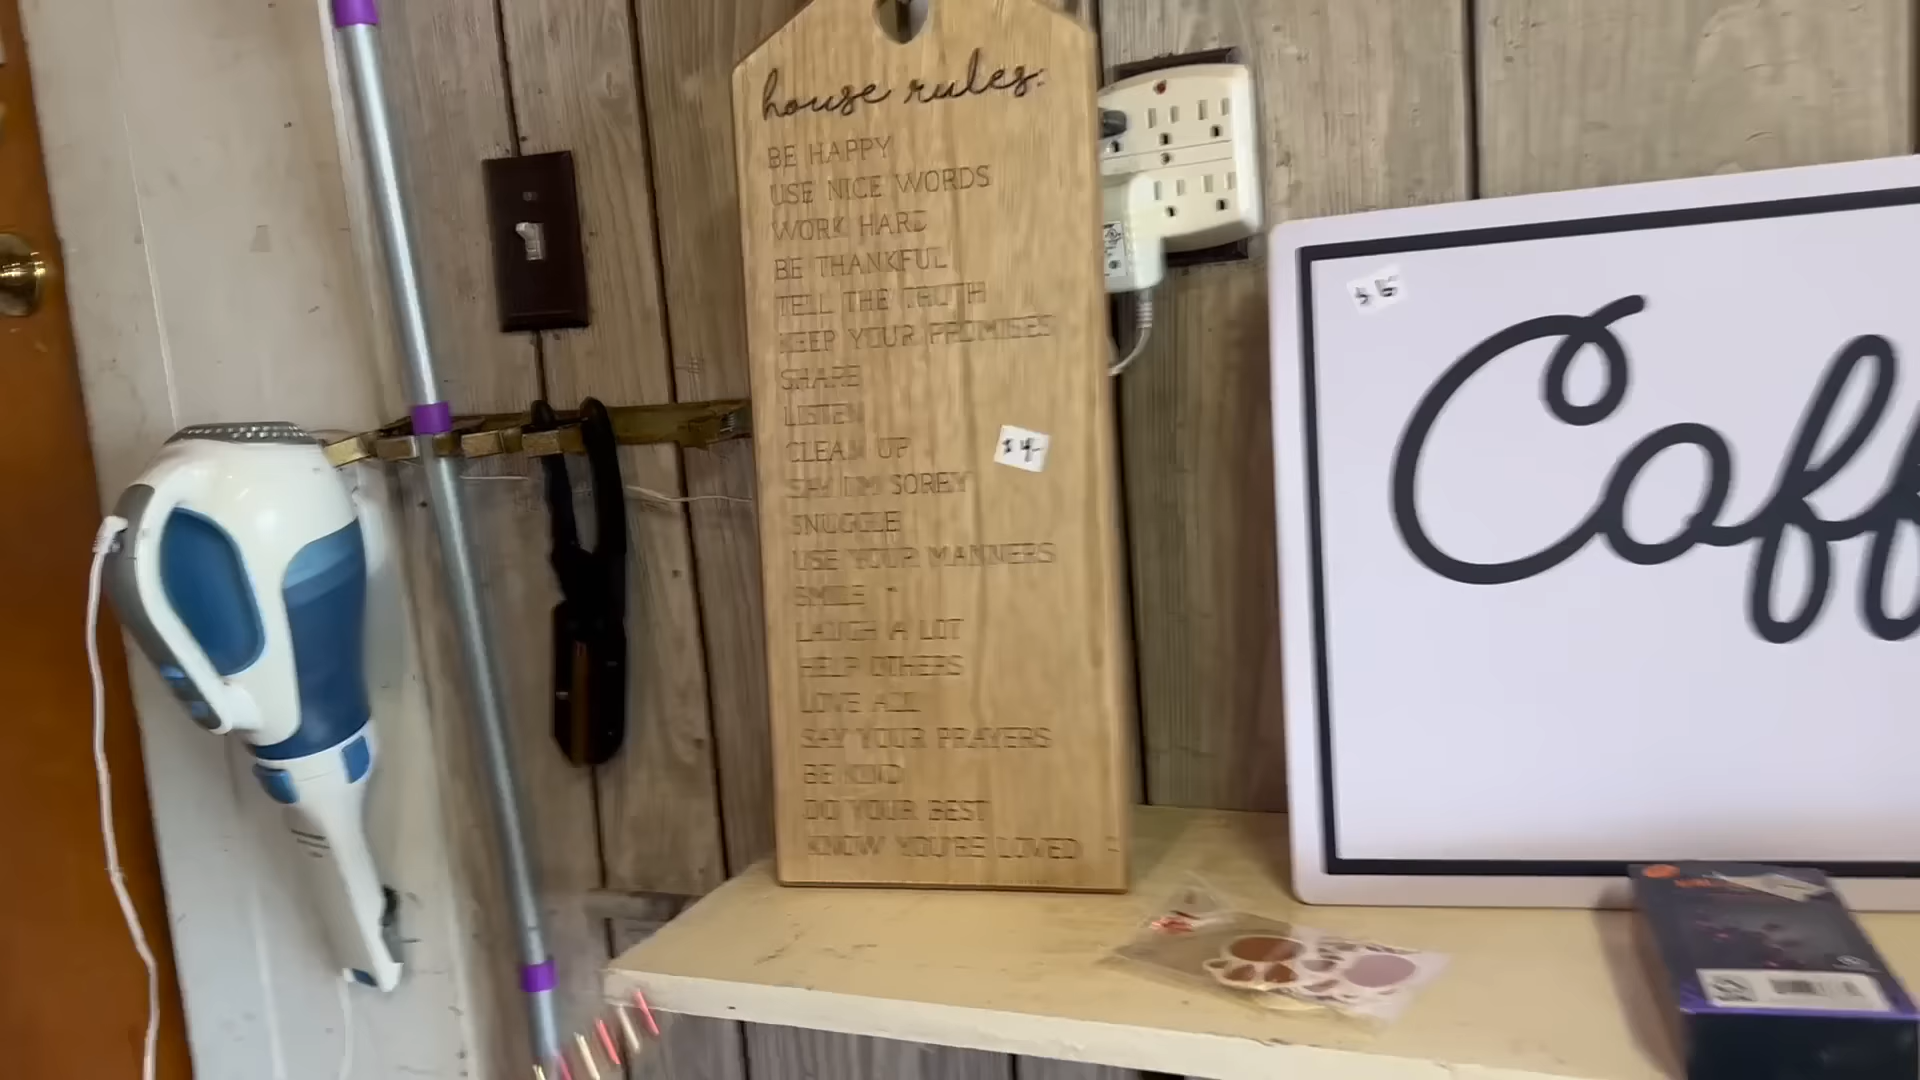 house rules:
BE HAPPY
USE NICE WORDS
WORK HARD
BE THANKFUL
TELL THE TRUTH
KEEP YOUR PROMISES
SHARE
LISTEN
CLEAN UP
SAY I'M SORRY
SNUGGLE
USE YOUR MANNERS
SMILE
LAUGH A LOT
HELP OTHERS
LOVE ALL
SAY YOUR PRAYERS
BE KIND
DO YOUR BEST
KNOW YOU'RE LOVED
$4-
Coff